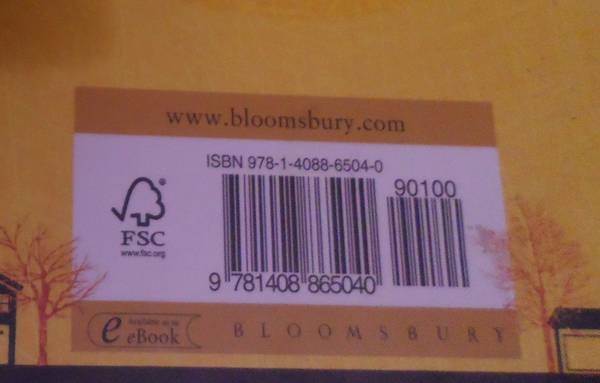 www.bloomsbury.com
ISBN 978-1-4088-6504-0
90100
FSC
www.fsc.org
9 781408 865040
e Available as an eBook
BLOOMSBURY